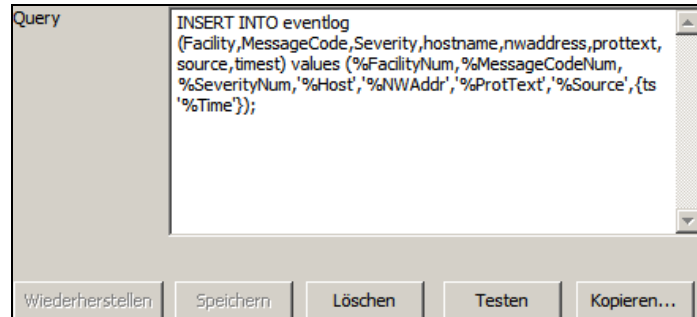 Query
INSERT INTO eventlog
(Facility,MessageCode,Severity,hostname,nwaddress,prottext,
source,timest) values (%FacilityNum,%MessageCodeNum,
%SeverityNum,'%Host','%NWAddr','%ProtText','%Source',{ts
'%Time'});
Wiederherstellen Speichern Löschen Testen Kopieren...